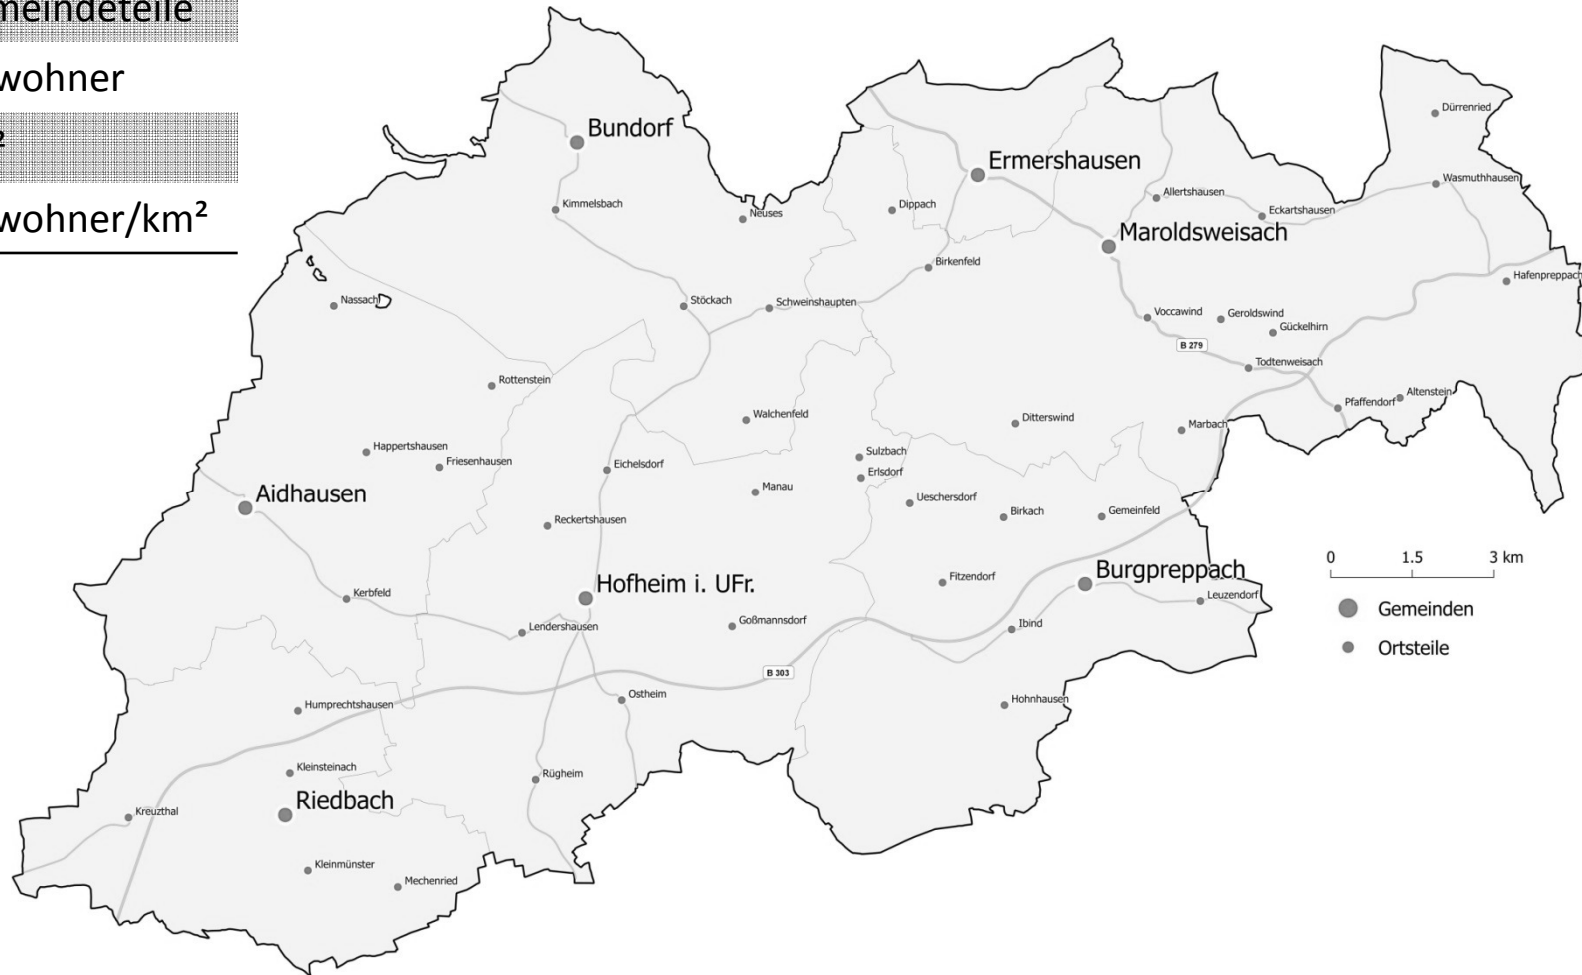 meindeteile
wohner
²
wohner/km²
Bundorf
Ermershausen
Dürrenried
Wasmuthhausen
Allertshausen
Eckartshausen
Kimmelsbach
Neuses
Dippach
Maroldsweisach
Birkenfeld
Hafenpreppach
Nassach
Stöckach
Schweinshaupten
Voccawind
Geroldswind
Gückelhirn
B 279
Todtenweisach
Rottenstein
Altenstein
Pfaffendorf
Walchenfeld
Ditterswind
Marbach
Happertshausen
Friesenhausen
Eichelsdorf
Sulzbach
Erlsdorf
Manau
Aidhausen
Ueschersdorf
Birkach
Gemeinfeld
Reckertshausen
0 1.5 3 km
Burgpreppach
Fitzendorf
Hofheim i. UFr.
Kerbfeld
Leuzendorf
Gemeinden
Goßmannsdorf
Lendershausen
Ibind
Ortsteile
B 303
Ostheim
Hohnhausen
Humprechtshausen
Kleinsteinach
Rügheim
Riedbach
Kreuzthal
Kleinmünster
Mechenried